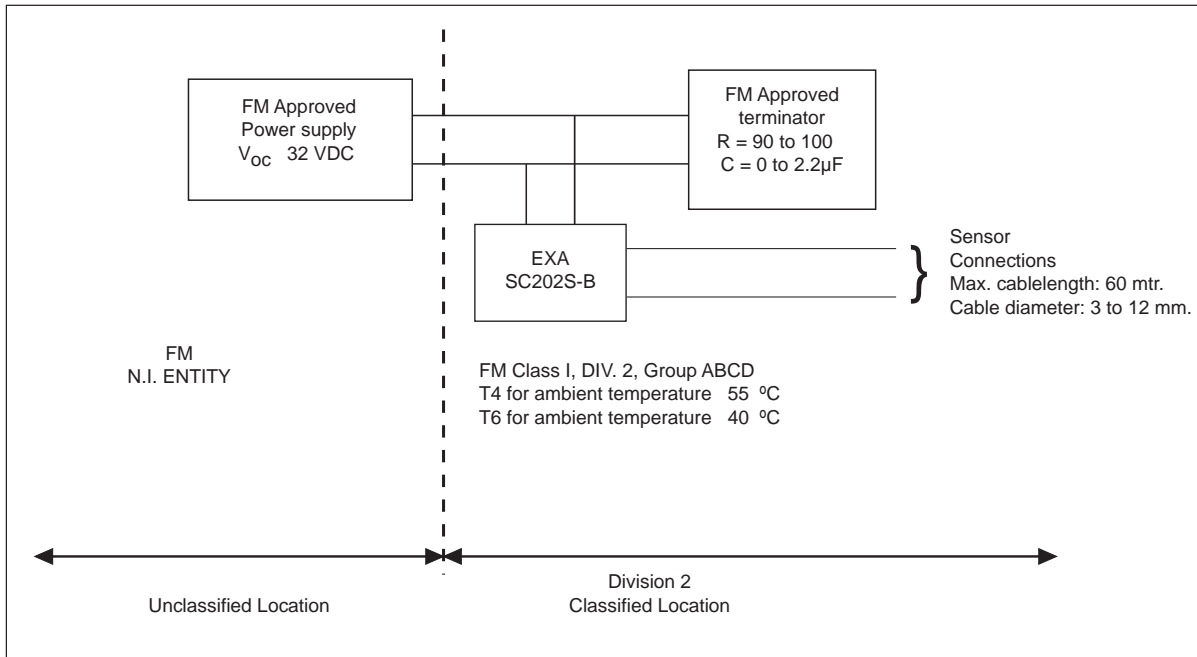 FM Approved
Power supply
VOC 32 VDC
FM Approved
terminator
R = 90 to 100
C = 0 to 2.2µF
EXA
SC202S-B
}
Sensor
Connections
Max. cablelength: 60 mtr.
Cable diameter: 3 to 12 mm.
FM
N.I. ENTITY
FM Class I, DIV. 2, Group ABCD
T4 for ambient temperature 55 ºC
T6 for ambient temperature 40 ºC
Unclassified Location
Division 2
Classified Location